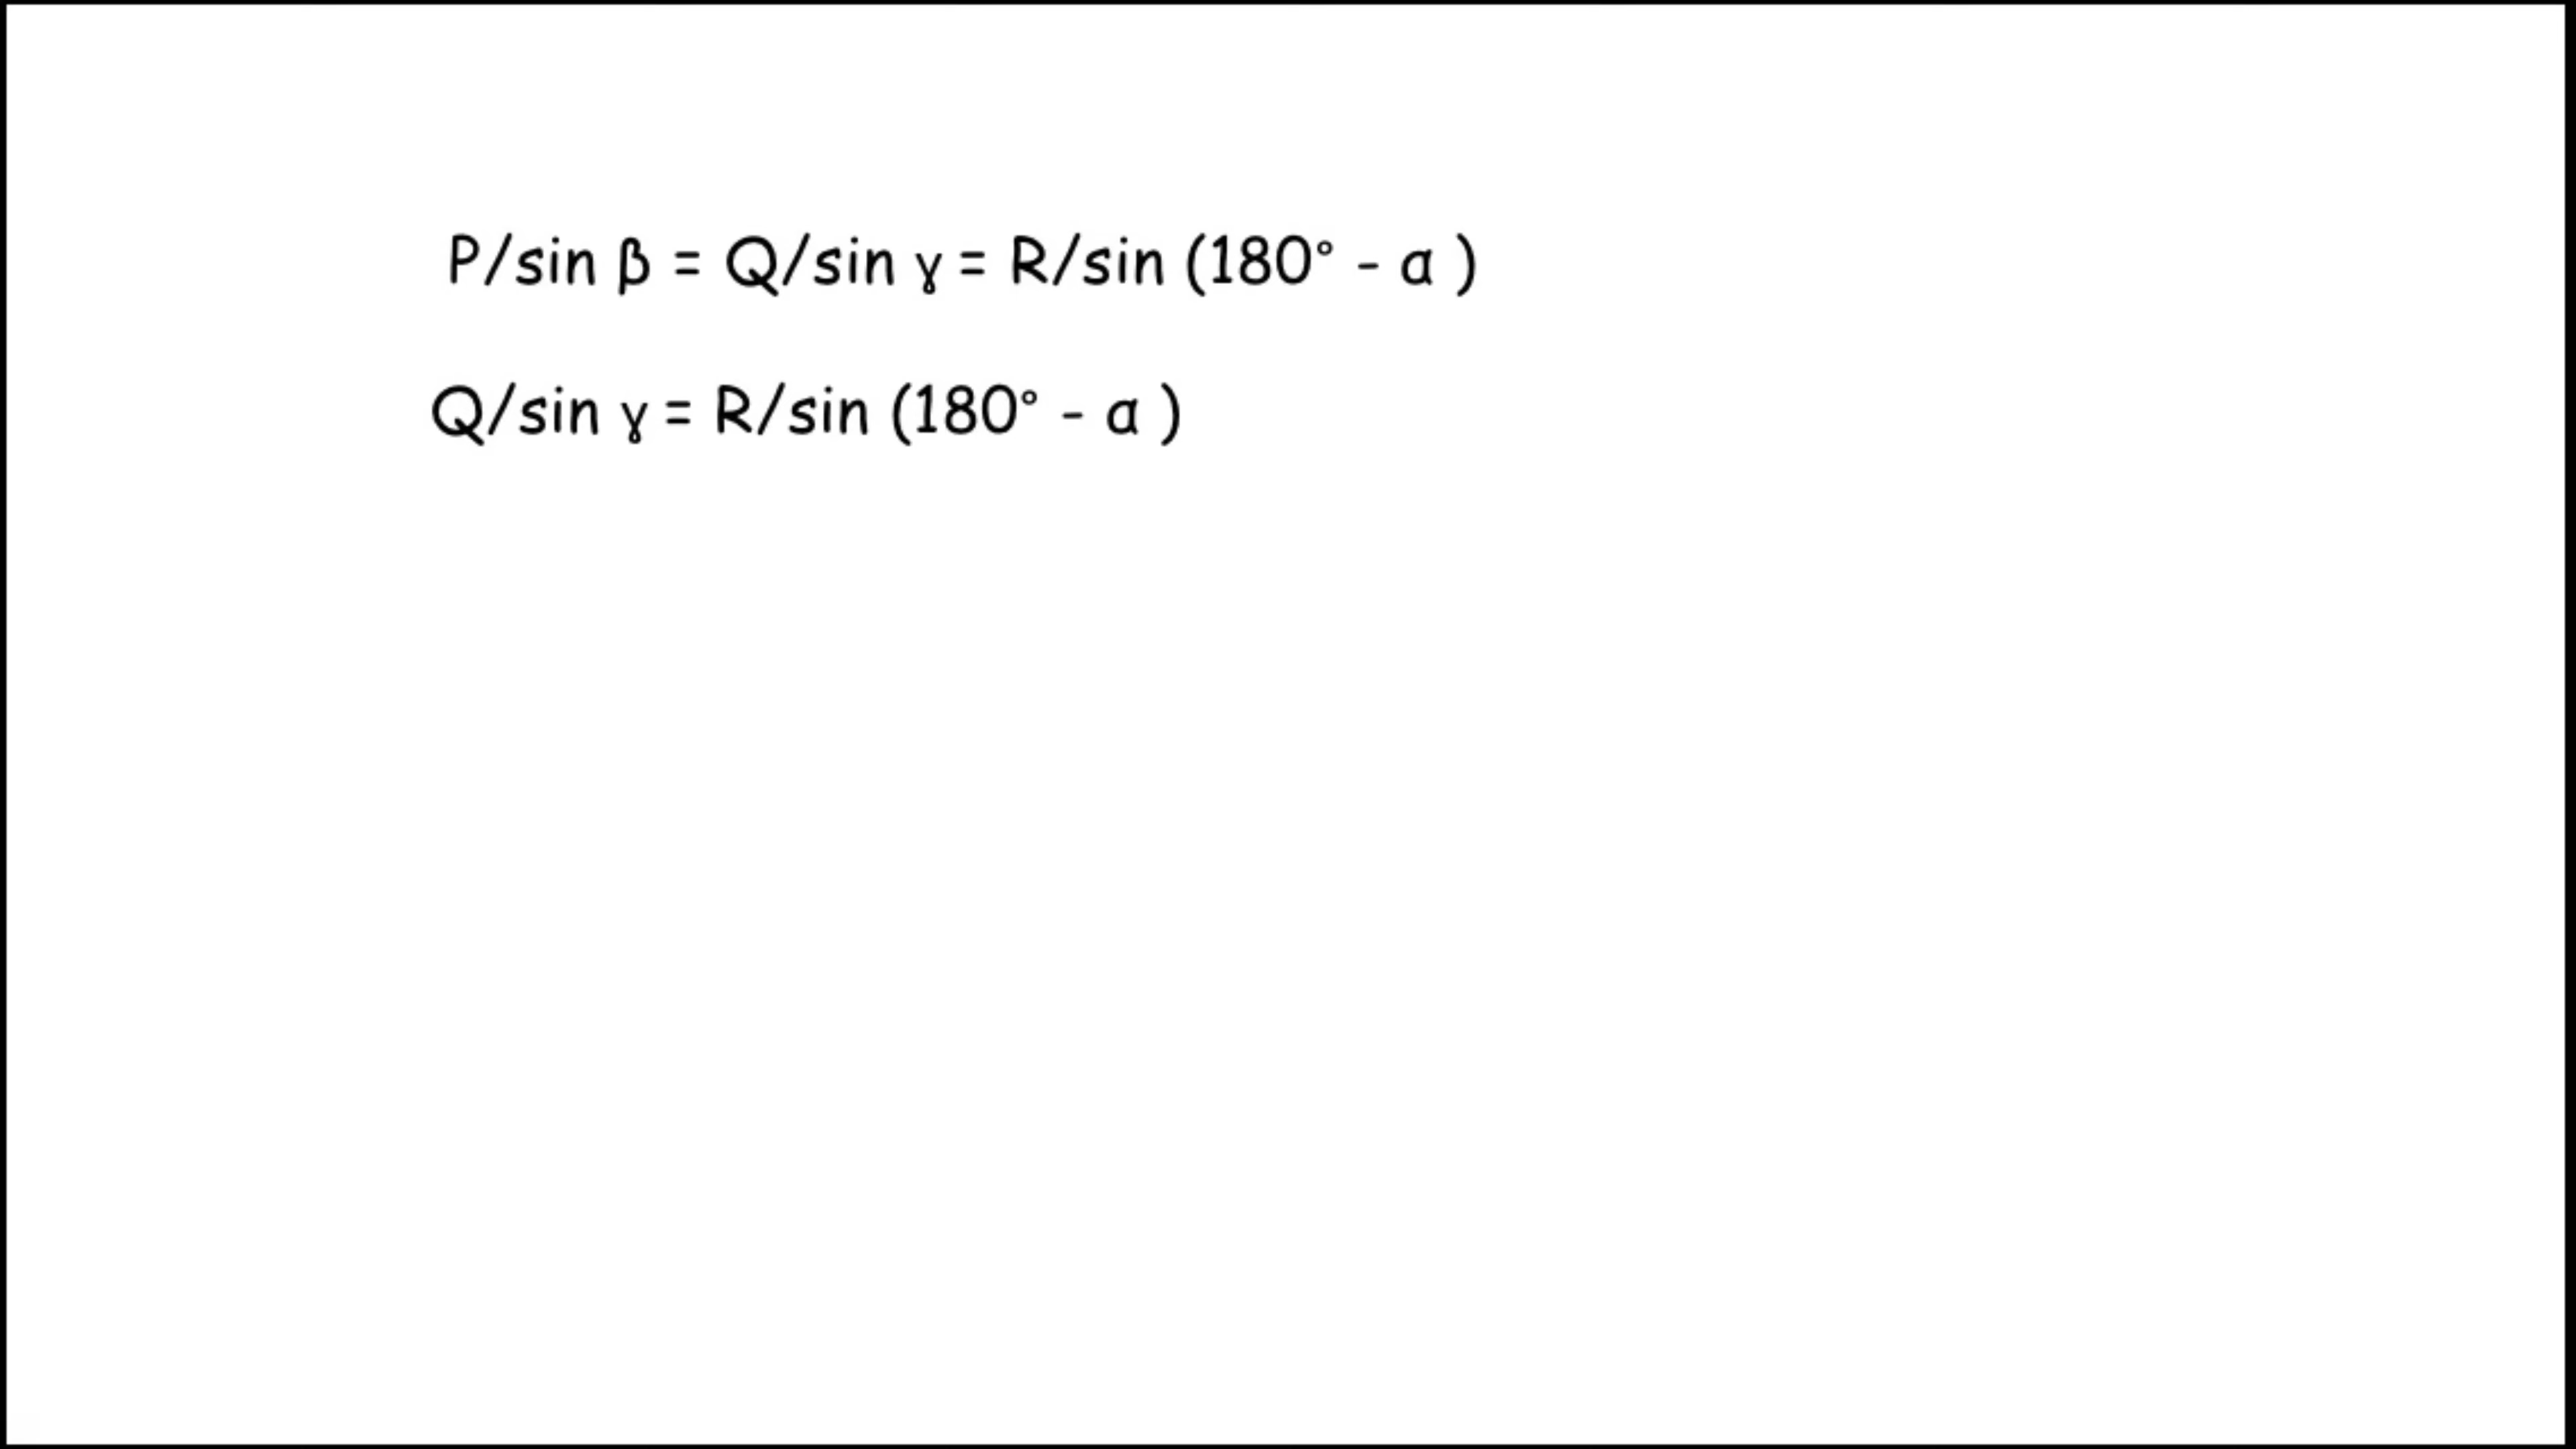 P/sin β = Q/sin γ = R/sin (180° - α )
Q/sin γ = R/sin (180° - α )